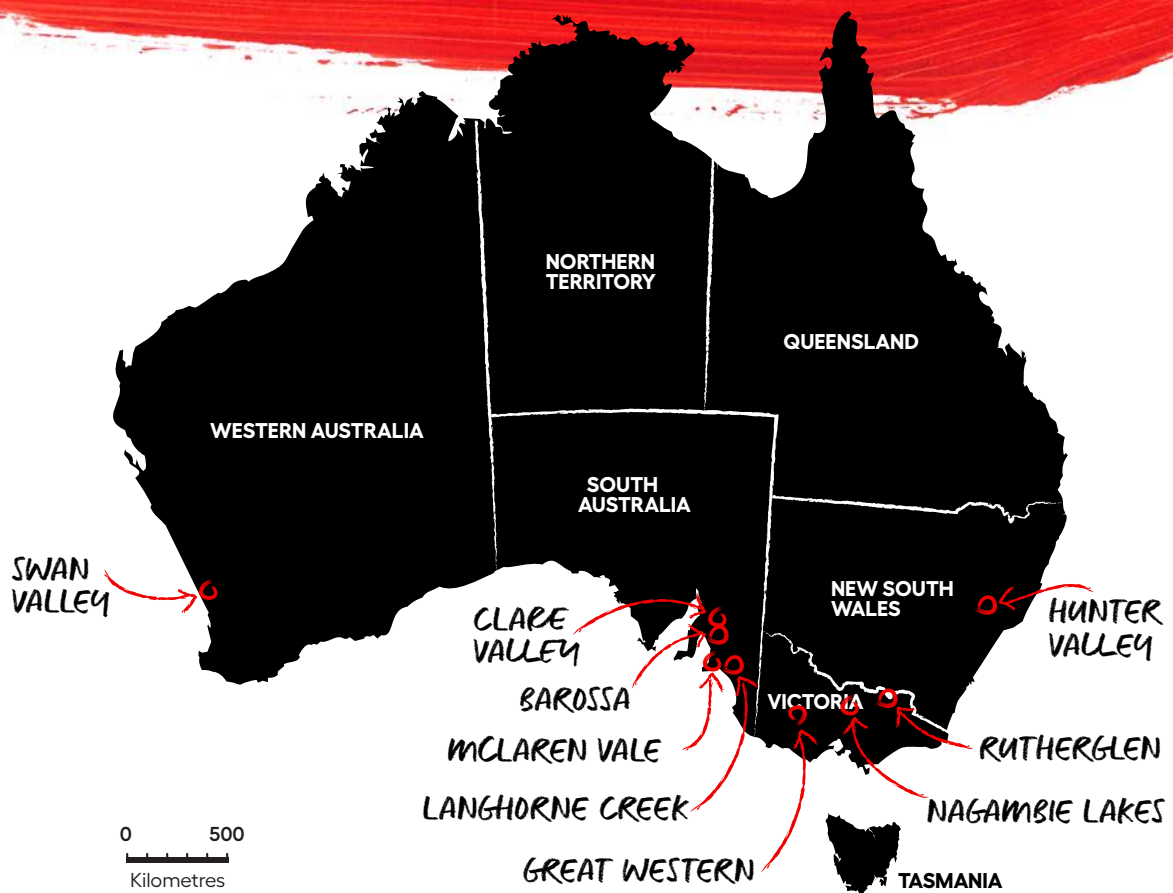 NORTHERN
TERRITORY
QUEENSLAND
WESTERN AUSTRALIA
SOUTH
AUSTRALIA
SWAN
VALLEY
CLARE
VALLEY
NEW SOUTH
WALES
HUNTER
VALLEY
BAROSSA
VICTORIA
MCLAREN VALE
RUTHERGLEN
LANGHORNE CREEK
NAGAMBIE LAKES
GREAT WESTERN
0 500
Kilometres
TASMANIA